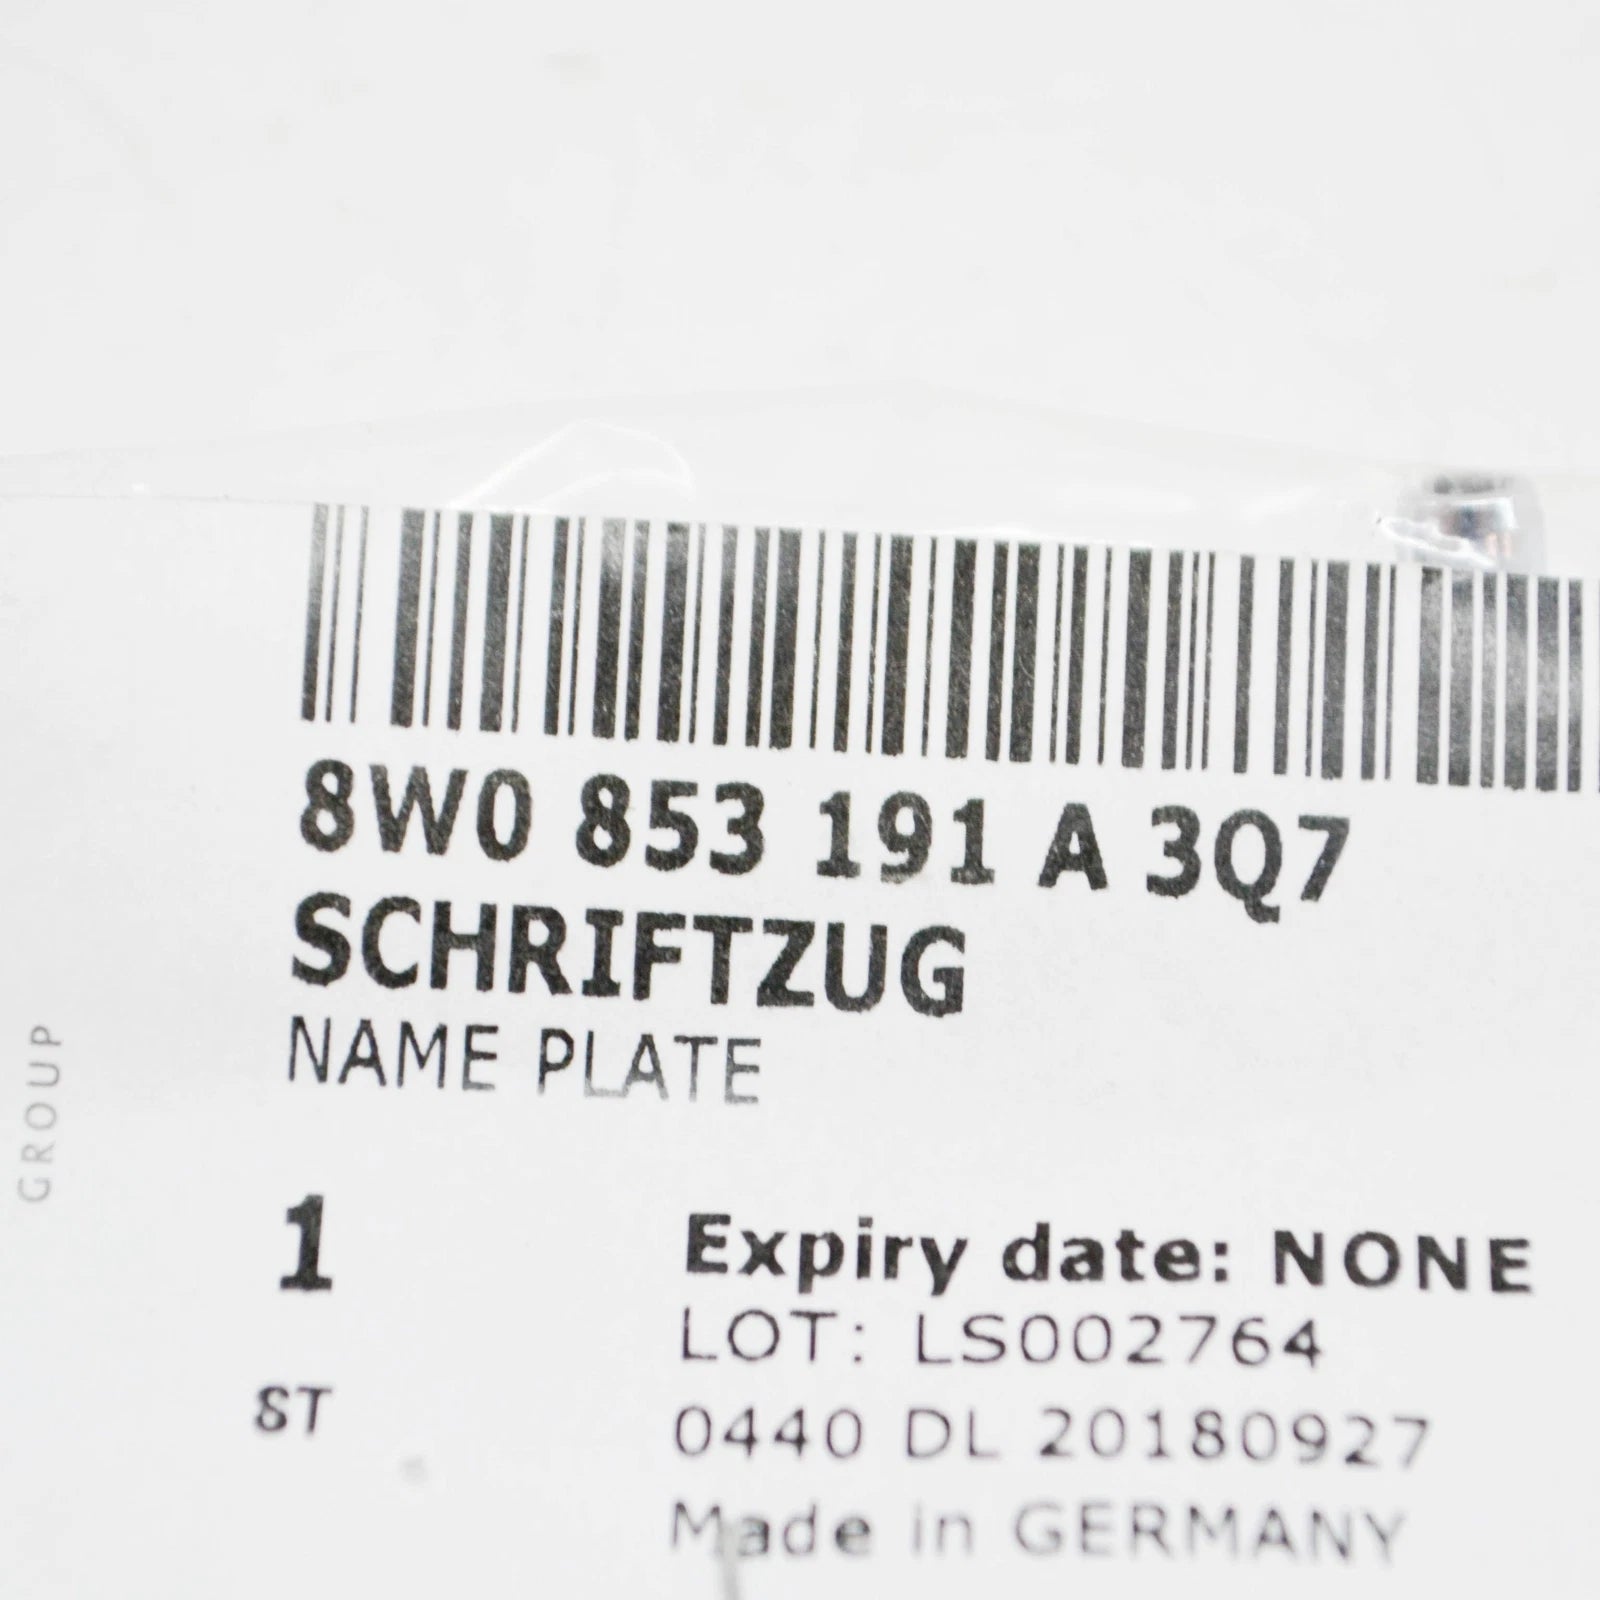 8W0 853 191 A 3Q7
SCHRIFTZUG
NAME PLATE
GROUP
1
ST
Expiry date: NONE
LOT: LS002764
0440 DL 20180927
Made in GERMANY